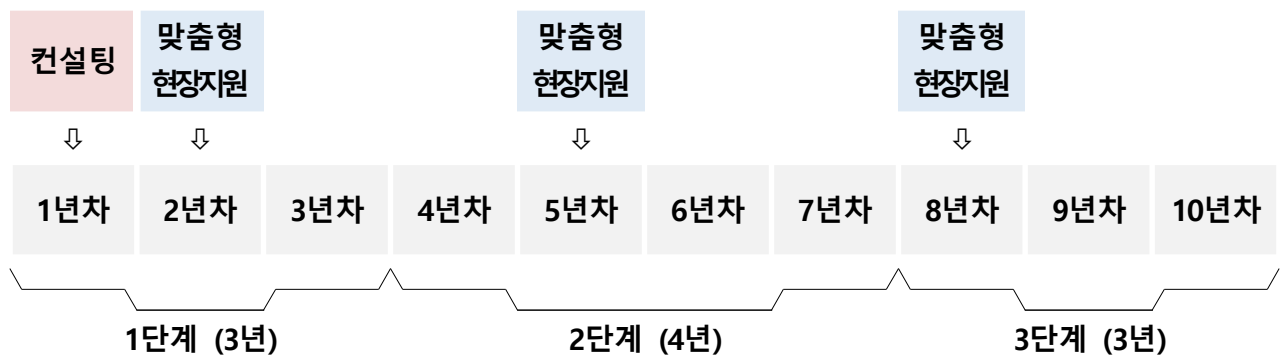 컨설팅
맞춤형
현장지원
맞춤형
현장지원
맞춤형
현장지원
⇩ ⇩ ⇩ ⇩
1년차 2년차 3년차 4년차 5년차 6년차 7년차 8년차 9년차 10년차
1단계 (3년) 2단계 (4년) 3단계 (3년)